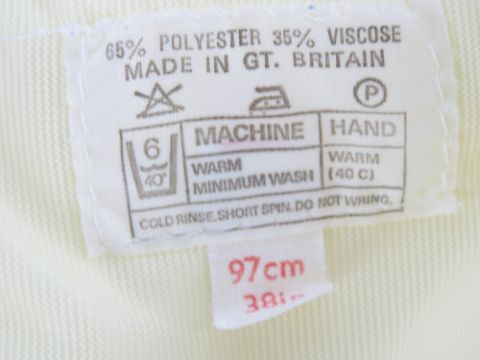 65% POLYESTER 35% VISCOSE
MADE IN GT. BRITAIN
P
6 MACHINE HAND
40° WARM WARM
MINIMUM WASH (40 C)
COLD RINSE. SHORT SPIN. DO NOT WRING.
97cm
38in